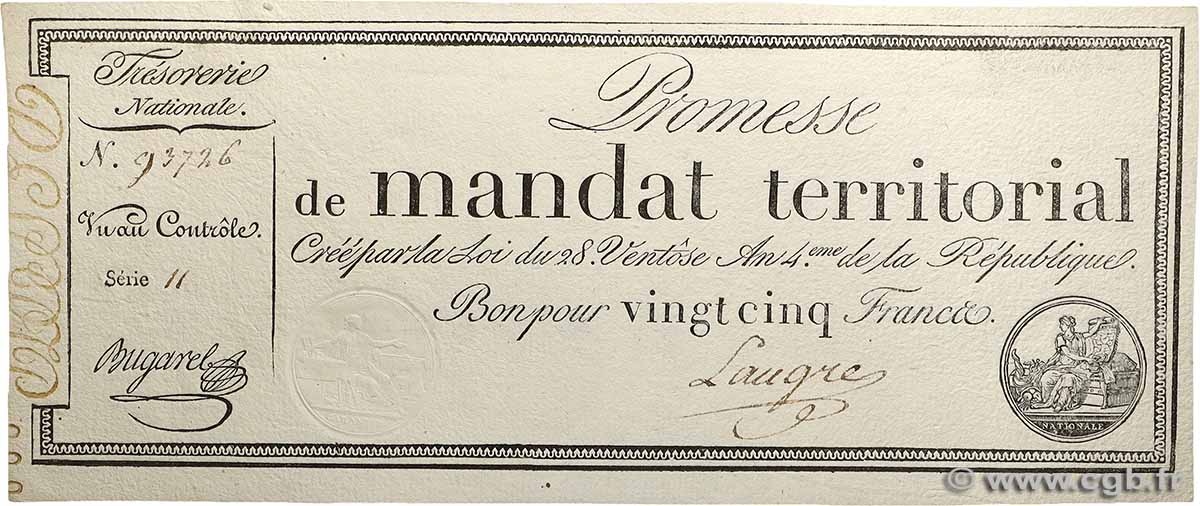 Trésorerie
Nationale.
N. 93726
Vu au Contrôle.
Série 11
Bugarel
Promesse
de mandat territorial
Créé par la Loi du 28. Ventôse An 4.eme de la République.
Bon pour vingt cinq Francs.
Laugre
NATIONALE
© www.cgb.fr